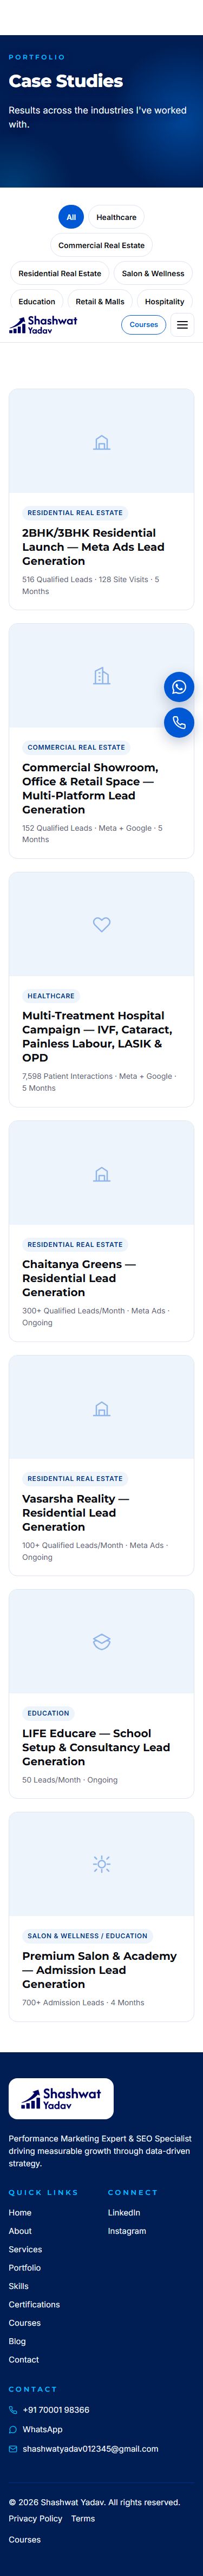 PORTFOLIO
Case Studies
Results across the industries I've worked
with.
All
Healthcare
Commercial Real Estate
Residential Real Estate
Salon & Wellness
Education
Retail & Malls
Hospitality
Shashwat
Yadav
Courses
RESIDENTIAL REAL ESTATE
2BHK/3BHK Residential
Launch — Meta Ads Lead
Generation
516 Qualified Leads · 128 Site Visits · 5
Months
COMMERCIAL REAL ESTATE
Commercial Showroom,
Office & Retail Space —
Multi-Platform Lead
Generation
152 Qualified Leads · Meta + Google · 5
Months
HEALTHCARE
Multi-Treatment Hospital
Campaign — IVF, Cataract,
Painless Labour, LASIK &
OPD
7,598 Patient Interactions · Meta + Google ·
5 Months
RESIDENTIAL REAL ESTATE
Chaitanya Greens —
Residential Lead
Generation
300+ Qualified Leads/Month · Meta Ads ·
Ongoing
RESIDENTIAL REAL ESTATE
Vasarsha Reality —
Residential Lead
Generation
100+ Qualified Leads/Month · Meta Ads ·
Ongoing
EDUCATION
LIFE Educare — School
Setup & Consultancy Lead
Generation
50 Leads/Month · Ongoing
SALON & WELLNESS / EDUCATION
Premium Salon & Academy
— Admission Lead
Generation
700+ Admission Leads · 4 Months
Shashwat
Yadav
Performance Marketing Expert & SEO Specialist
driving measurable growth through data-driven
strategy.
QUICK LINKS
Home
About
Services
Portfolio
Skills
Certifications
Courses
Blog
Contact
CONNECT
LinkedIn
Instagram
CONTACT
+91 70001 98366
WhatsApp
shashwatyadav012345@gmail.com
© 2026 Shashwat Yadav. All rights reserved.
Privacy Policy Terms
Courses